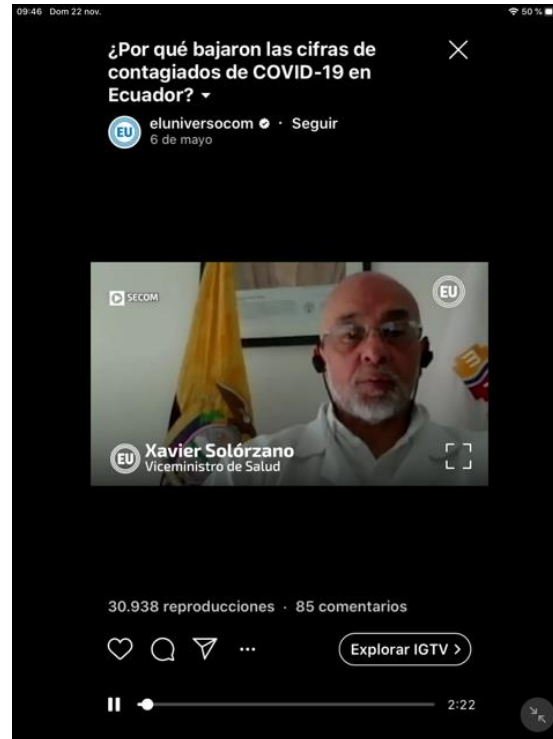 09:46 Dom 22 nov.
50 %
¿Por qué bajaron las cifras de
contagiados de COVID-19 en
Ecuador?
EU
eluniversocom · Seguir
6 de mayo
SECOM
EU
EU
Xavier Solórzano
Viceministro de Salud
30.938 reproducciones · 85 comentarios
Explorar IGTV >
2:22